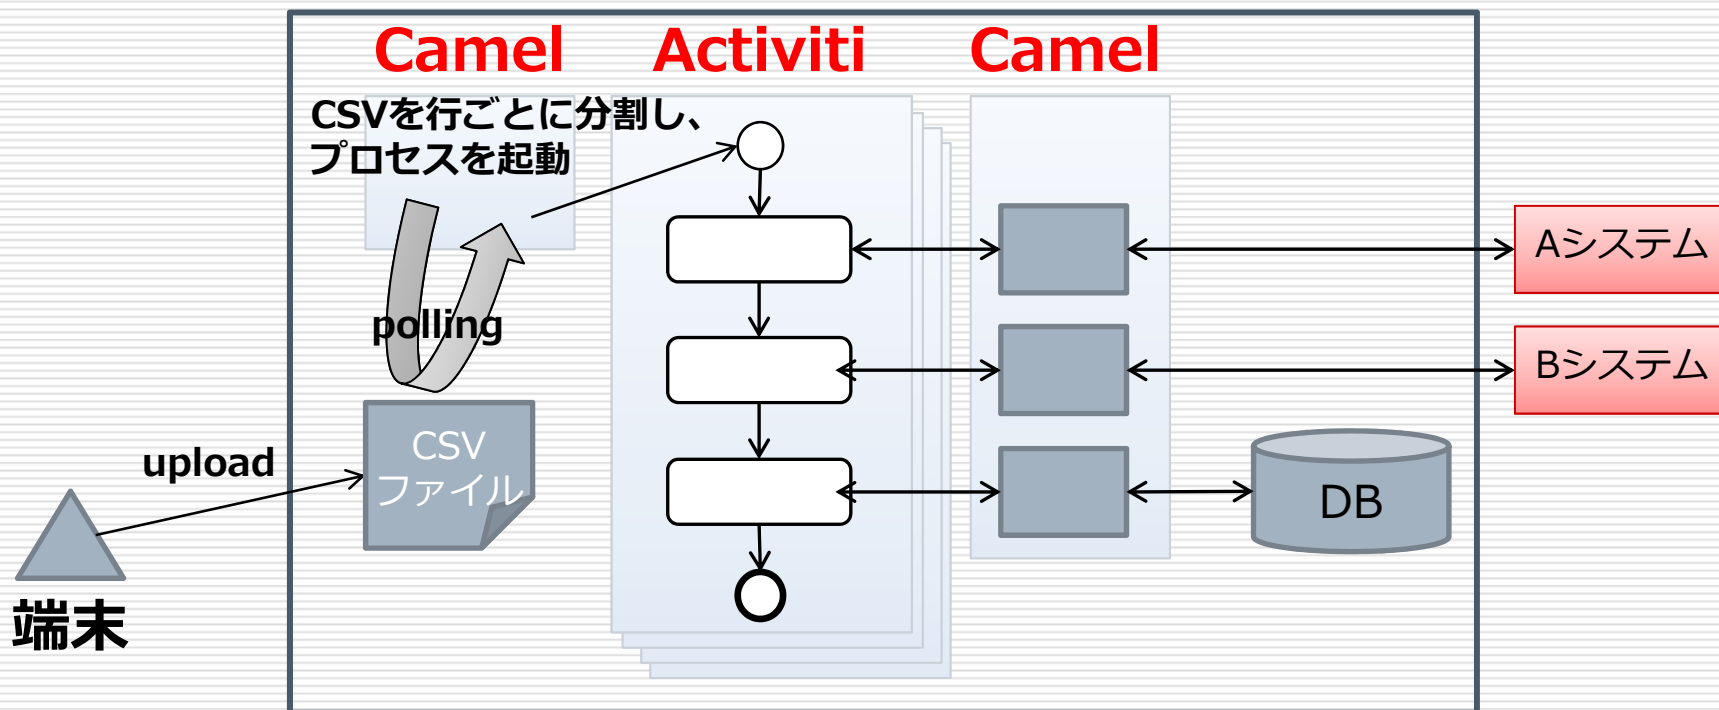 Camel
Activiti
Camel
CSVを行ごとに分割し、
プロセスを起動
polling
CSV
ファイル
upload
端末
Aシステム
Bシステム
DB